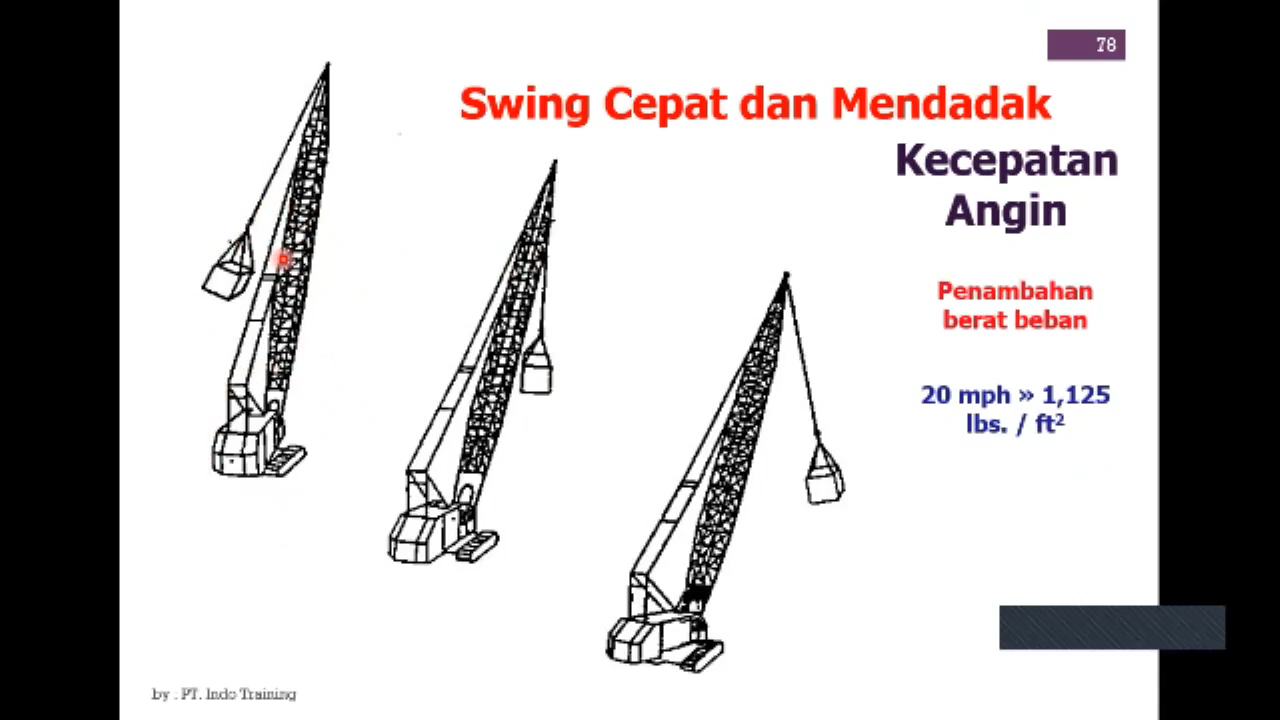 78
Swing Cepat dan Mendadak
Kecepatan
Angin
Penambahan
berat beban
20 mph » 1,125
lbs. / ft²
by . PT. Indo Training